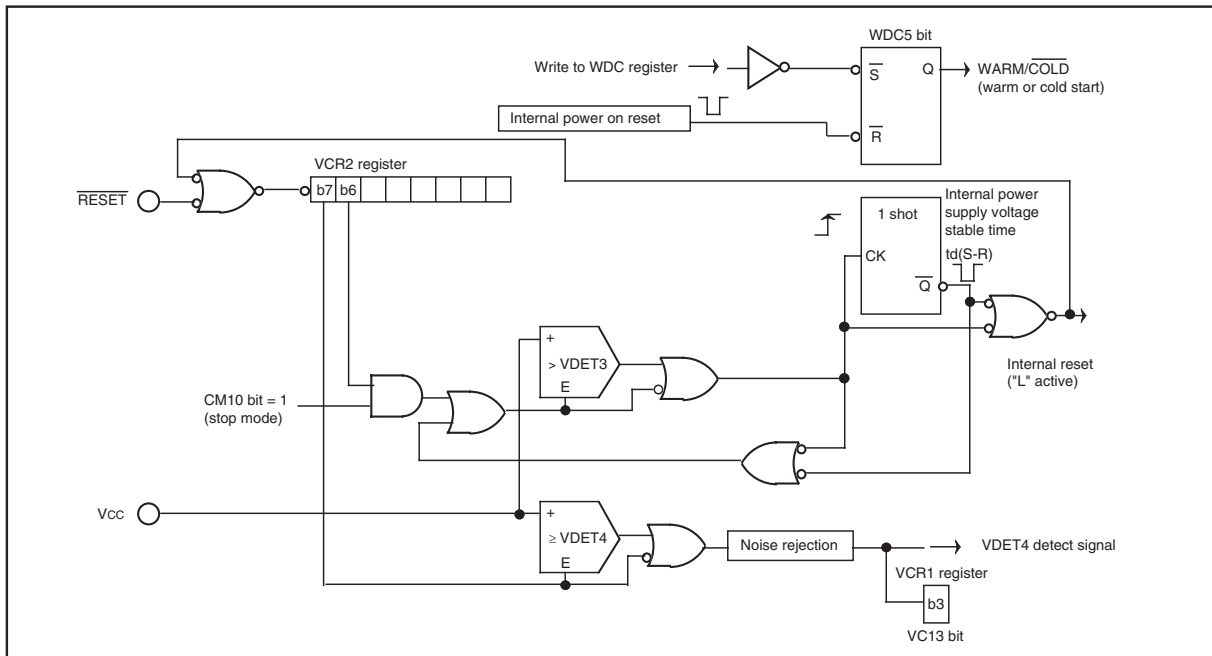 WDC5 bit
Write to WDC register
S
Q
WARM/COLD
(warm or cold start)
Internal power on reset
R
VCR2 register
RESET
b7 b6
1 shot
Internal power
supply voltage
stable time
CK
td(S-R)
Q
+
> VDET3
E
CM10 bit = 1
(stop mode)
Internal reset
("L" active)
VCC
+
≥ VDET4
E
Noise rejection
VDET4 detect signal
VCR1 register
b3
VC13 bit